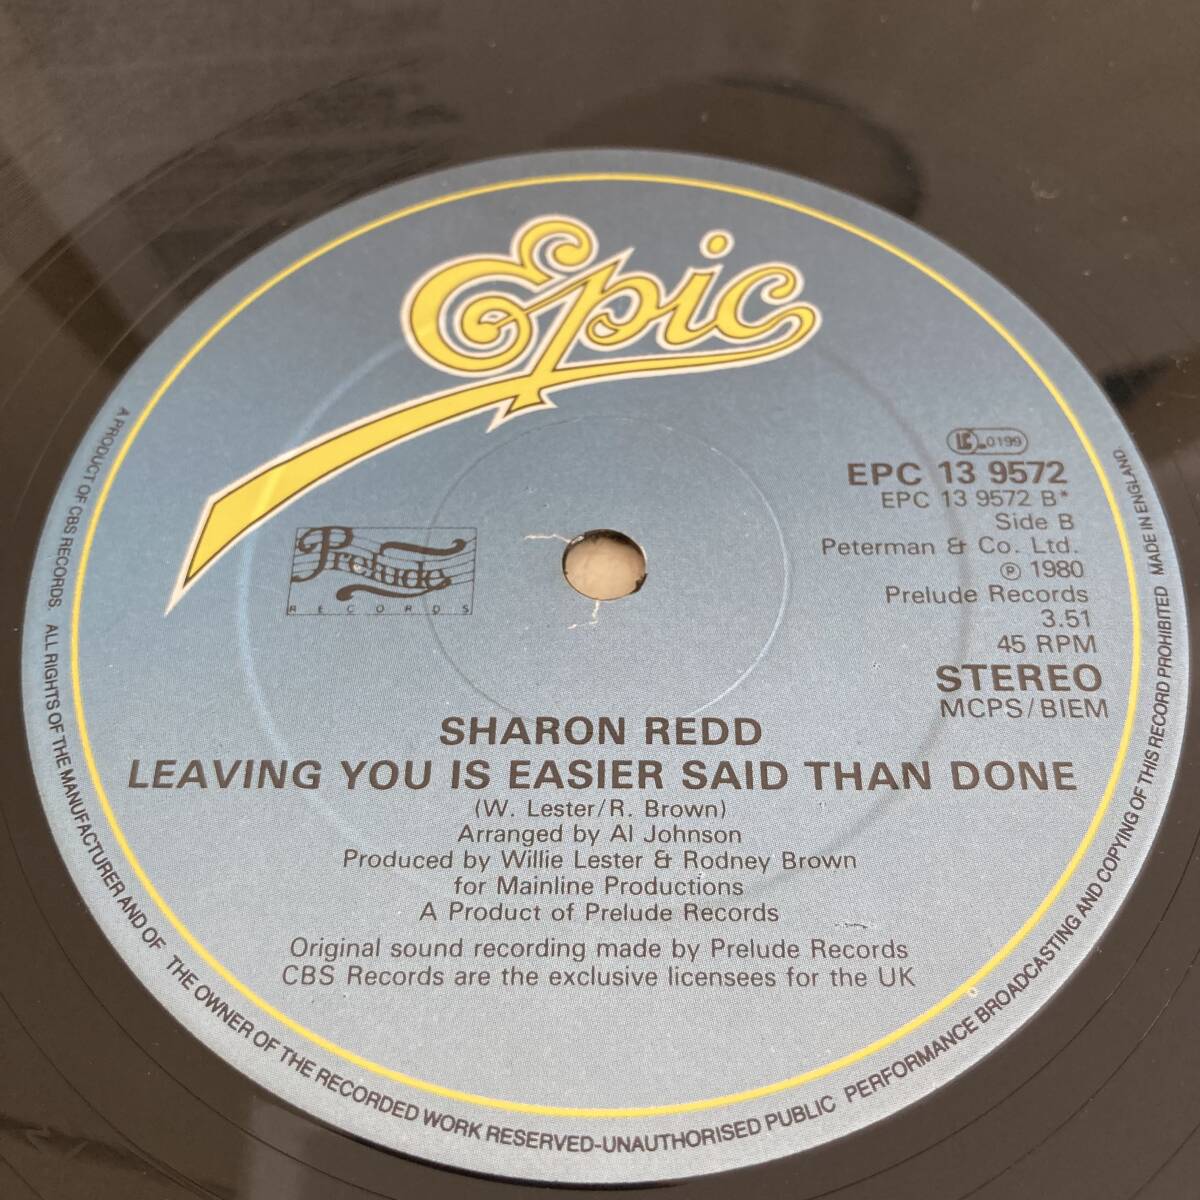 Epic
LC 0199
EPC 13 9572
EPC 13 9572 B*
Side B
Peterman & Co. Ltd.
℗ 1980
Prelude Records
3.51
45 RPM
STEREO
MCPS/BIEM
Prelude
RECORDS
SHARON REDD
LEAVING YOU IS EASIER SAID THAN DONE
(W. Lester/R. Brown)
Arranged by Al Johnson
Produced by Willie Lester & Rodney Brown
for Mainline Productions
A Product of Prelude Records
Original sound recording made by Prelude Records
CBS Records are the exclusive licensees for the UK
A PRODUCT OF CBS RECORDS. ALL RIGHTS OF THE MANUFACTURER AND OF THE OWNER OF THE RECORDED WORK RESERVED-UNAUTHORISED PUBLIC PERFORMANCE BROADCASTING AND COPYING OF THIS RECORD PROHIBITED MADE IN ENGLAND.